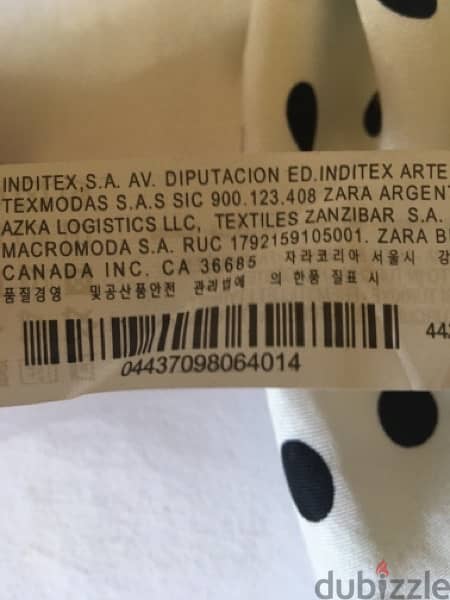 INDITEX,S.A. AV. DIPUTACION ED.INDITEX ARTE
TEXMODAS S.A.S SIC 900.123.408 ZARA ARGENT
AZKA LOGISTICS LLC, TEXTILES ZANZIBAR S.A.
MACROMODA S.A. RUC 1792159105001. ZARA B
CANADA INC. CA 36685 자라코리아 서울시 강
품질경영 및공산품안전 관리법에 의 한품 질표 시
44
04437098064014
dubizzle